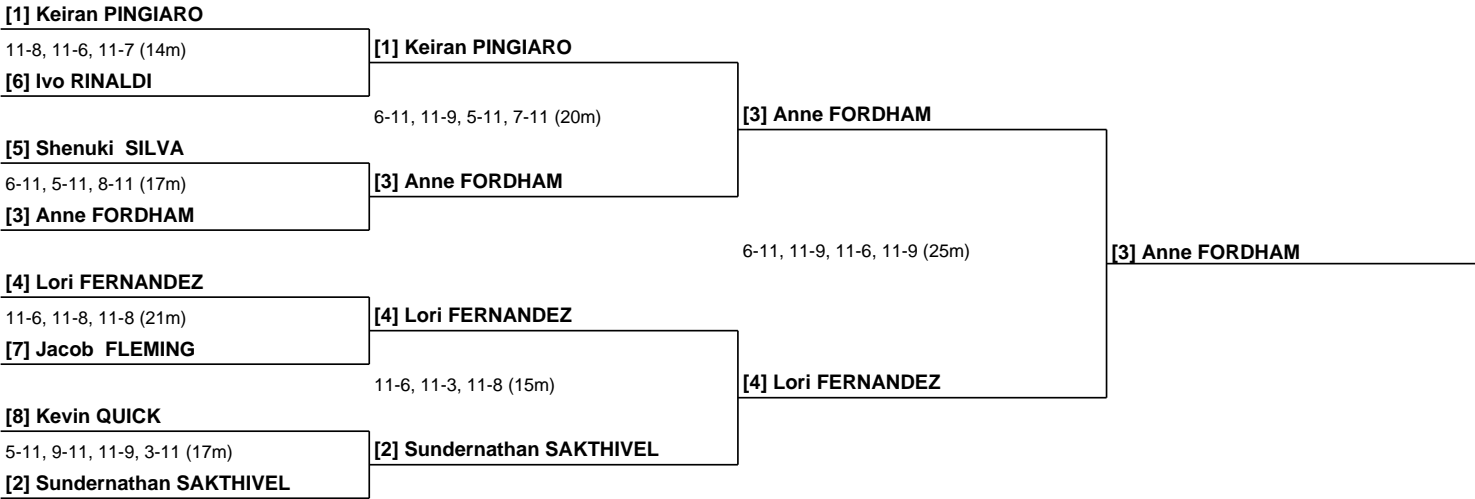 [1] Keiran PINGIARO
11-8, 11-6, 11-7 (14m)
[6] Ivo RINALDI
[5] Shenuki  SILVA
6-11, 5-11, 8-11 (17m)
[3] Anne FORDHAM
[4] Lori FERNANDEZ
11-6, 11-8, 11-8 (21m)
[7] Jacob  FLEMING
[8] Kevin QUICK
5-11, 9-11, 11-9, 3-11 (17m)
[2] Sundernathan SAKTHIVEL
[1] Keiran PINGIARO
6-11, 11-9, 5-11, 7-11 (20m)
[3] Anne FORDHAM
[4] Lori FERNANDEZ
11-6, 11-3, 11-8 (15m)
[2] Sundernathan SAKTHIVEL
[3] Anne FORDHAM
6-11, 11-9, 11-6, 11-9 (25m)
[4] Lori FERNANDEZ
[3] Anne FORDHAM